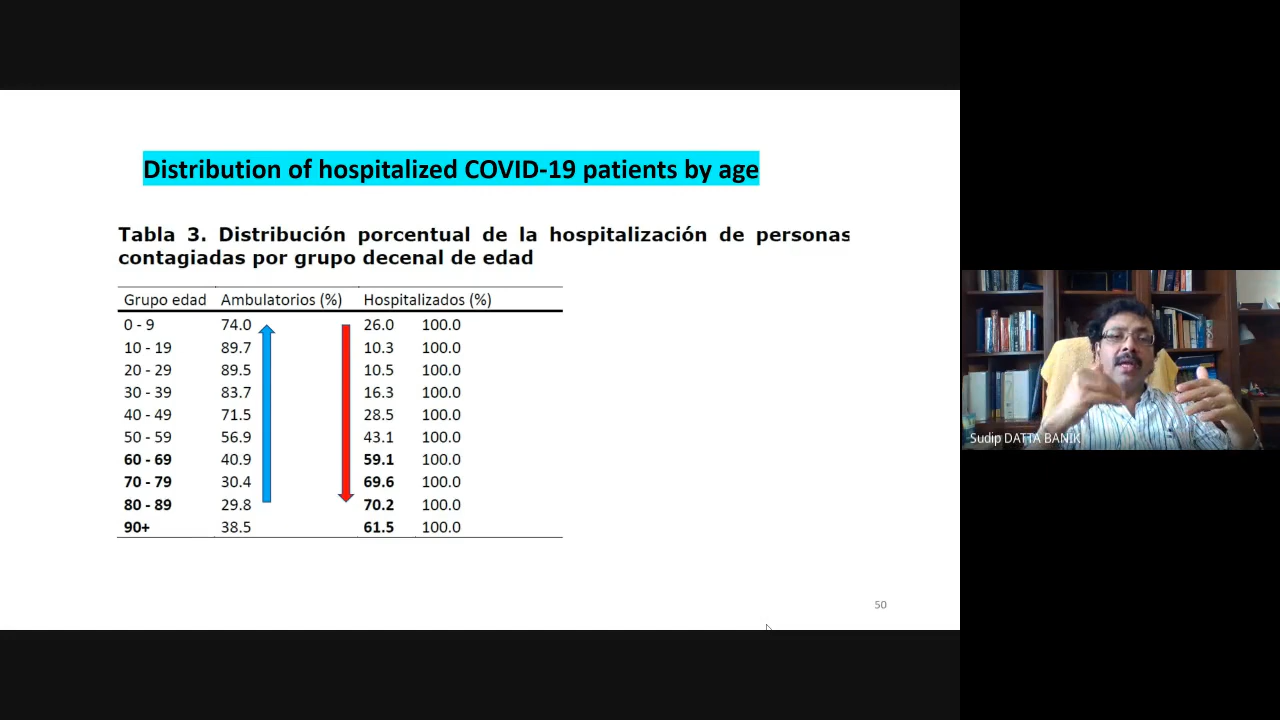 Distribution of hospitalized COVID-19 patients by age
Tabla 3. Distribución porcentual de la hospitalización de personas
contagiadas por grupo decenal de edad
Grupo edad Ambulatorios (%) Hospitalizados (%)
0 - 9 74.0 26.0 100.0
10 - 19 89.7 10.3 100.0
20 - 29 89.5 10.5 100.0
30 - 39 83.7 16.3 100.0
40 - 49 71.5 28.5 100.0
50 - 59 56.9 43.1 100.0
60 - 69 40.9 59.1 100.0
70 - 79 30.4 69.6 100.0
80 - 89 29.8 70.2 100.0
90+ 38.5 61.5 100.0
50
Sudip DATTA BANIK